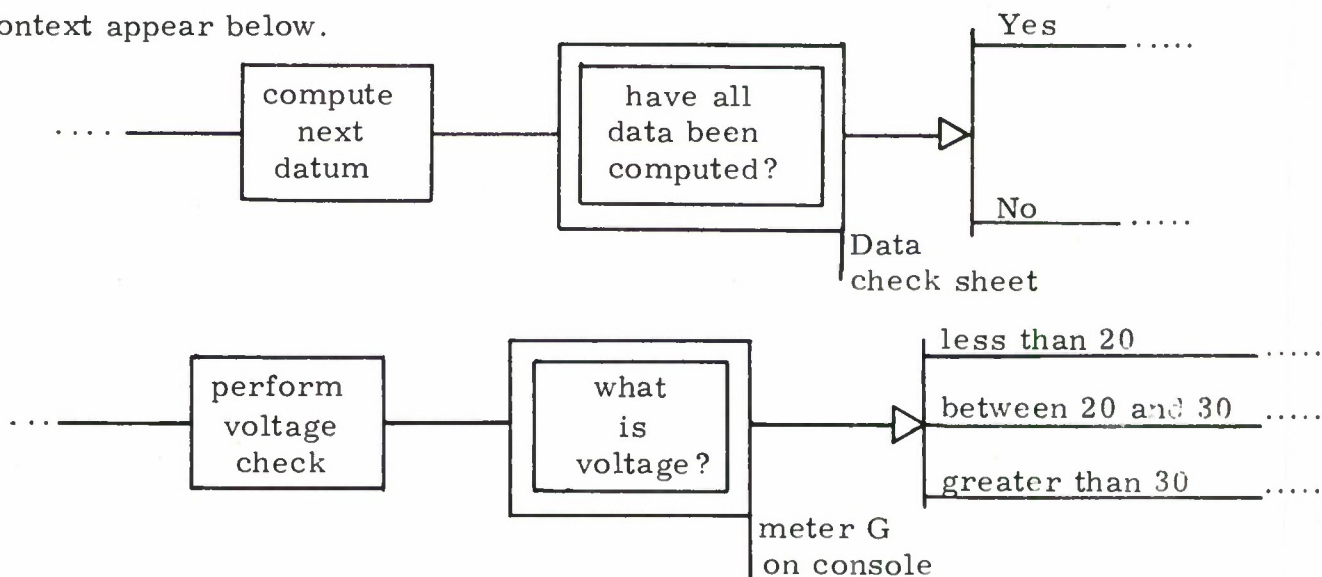 ontext appear below.
Yes
compute
next
datum
have all
data been
computed?
No
Data
check sheet
perform
voltage
check
what
is
voltage?
less than 20
between 20 and 30
greater than 30
meter G
on console